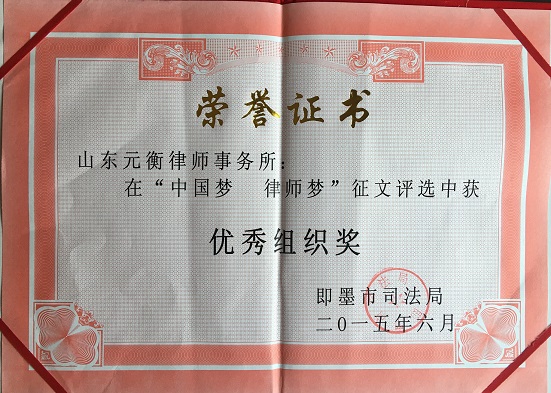 荣誉证书
山东元衡律师事务所：
在“中国梦 律师梦”征文评选中获
优秀组织奖
即墨市司法局
二〇一五年六月